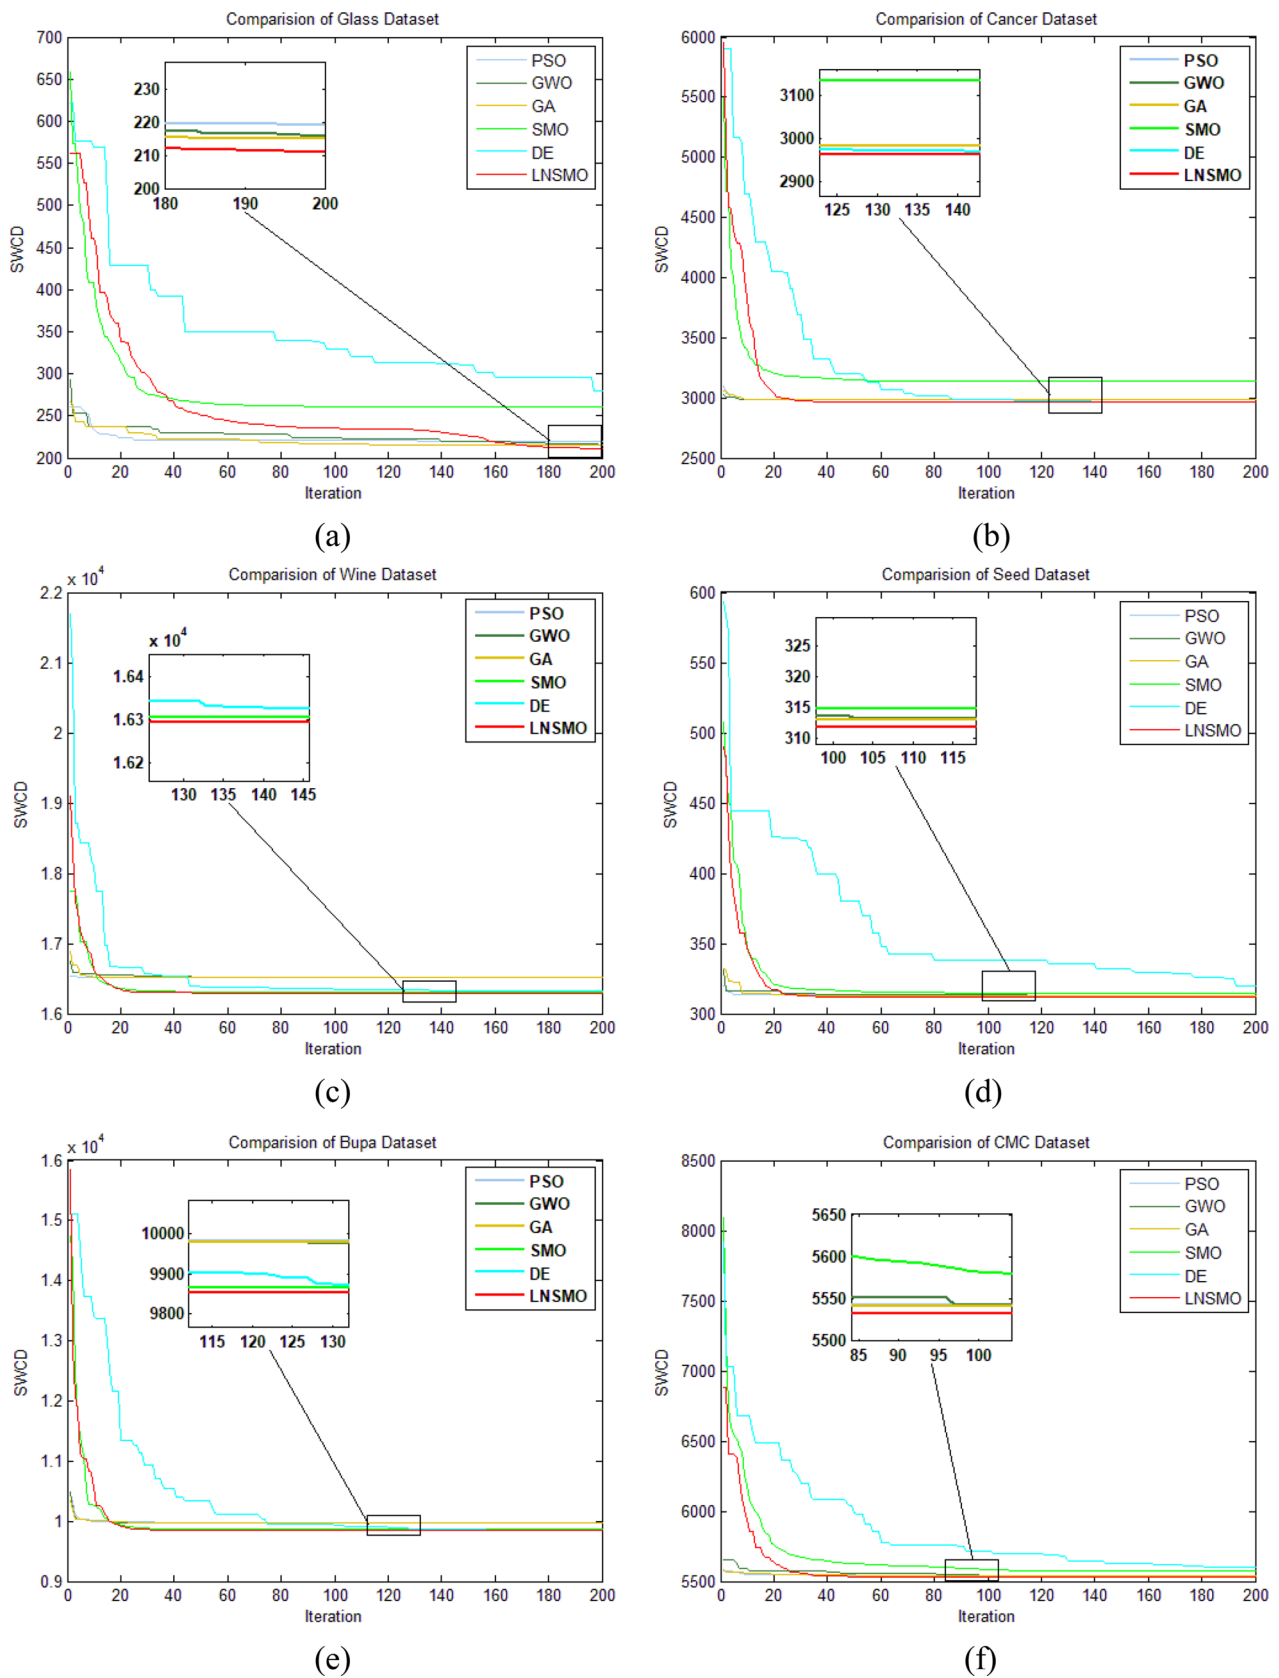 Comparision of Glass Dataset
700
650
600
550
500
450
400
350
300
250
200
SWCD
0 20 40 60 80 100 120 140 160 180 200
Iteration
PSO
GWO
GA
SMO
DE
LNSMO
230
220
210
200
180 190 200
(a)
Comparision of Cancer Dataset
6000
5500
5000
4500
4000
3500
3000
2500
SWCD
0 20 40 60 80 100 120 140 160 180 200
Iteration
PSO
GWO
GA
SMO
DE
LNSMO
3100
3000
2900
125 130 135 140
(b)
Comparision of Wine Dataset
x 10⁴
2.2
2.1
2
1.9
1.8
1.7
1.6
SWCD
0 20 40 60 80 100 120 140 160 180 200
Iteration
PSO
GWO
GA
SMO
DE
LNSMO
x 10⁴
1.64
1.63
1.62
130 135 140 145
(c)
Comparision of Seed Dataset
600
550
500
450
400
350
300
SWCD
0 20 40 60 80 100 120 140 160 180 200
Iteration
PSO
GWO
GA
SMO
DE
LNSMO
325
320
315
310
100 105 110 115
(d)
Comparision of Bupa Dataset
x 10⁴
1.6
1.5
1.4
1.3
1.2
1.1
1
0.9
SWCD
0 20 40 60 80 100 120 140 160 180 200
Iteration
PSO
GWO
GA
SMO
DE
LNSMO
10000
9900
9800
115 120 125 130
(e)
Comparision of CMC Dataset
8500
8000
7500
7000
6500
6000
5500
SWCD
0 20 40 60 80 100 120 140 160 180 200
Iteration
PSO
GWO
GA
SMO
DE
LNSMO
5650
5600
5550
5500
85 90 95 100
(f)